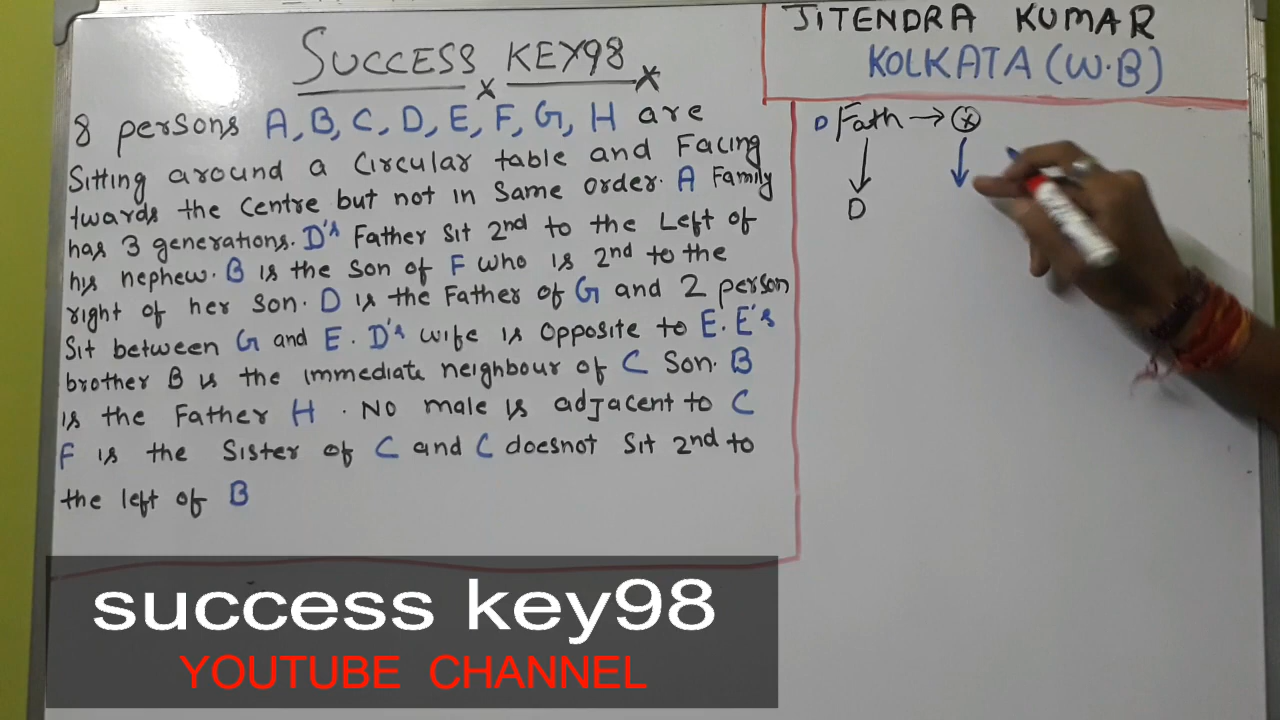 SUCCESS KEY98
8 persons A, B, C, D, E, F, G, H are
Sitting around a Circular table and Facing
twards the Centre but not in Same order. A Family
has 3 generations. D's Father Sit 2nd to the Left of
his nephew. B is the son of F who is 2nd to the
right of her son. D is the Father of G and 2 person
Sit between G and E. D's wife is opposite to E. E's
brother B is the immediate neighbour of C Son. B
is the Father H. No male is adjacent to C
F is the Sister of C and C doesnot Sit 2nd to
the left of B
JITENDRA KUMAR
KOLKATA (W.B)
D Fath → x
D
success key98
YOUTUBE CHANNEL